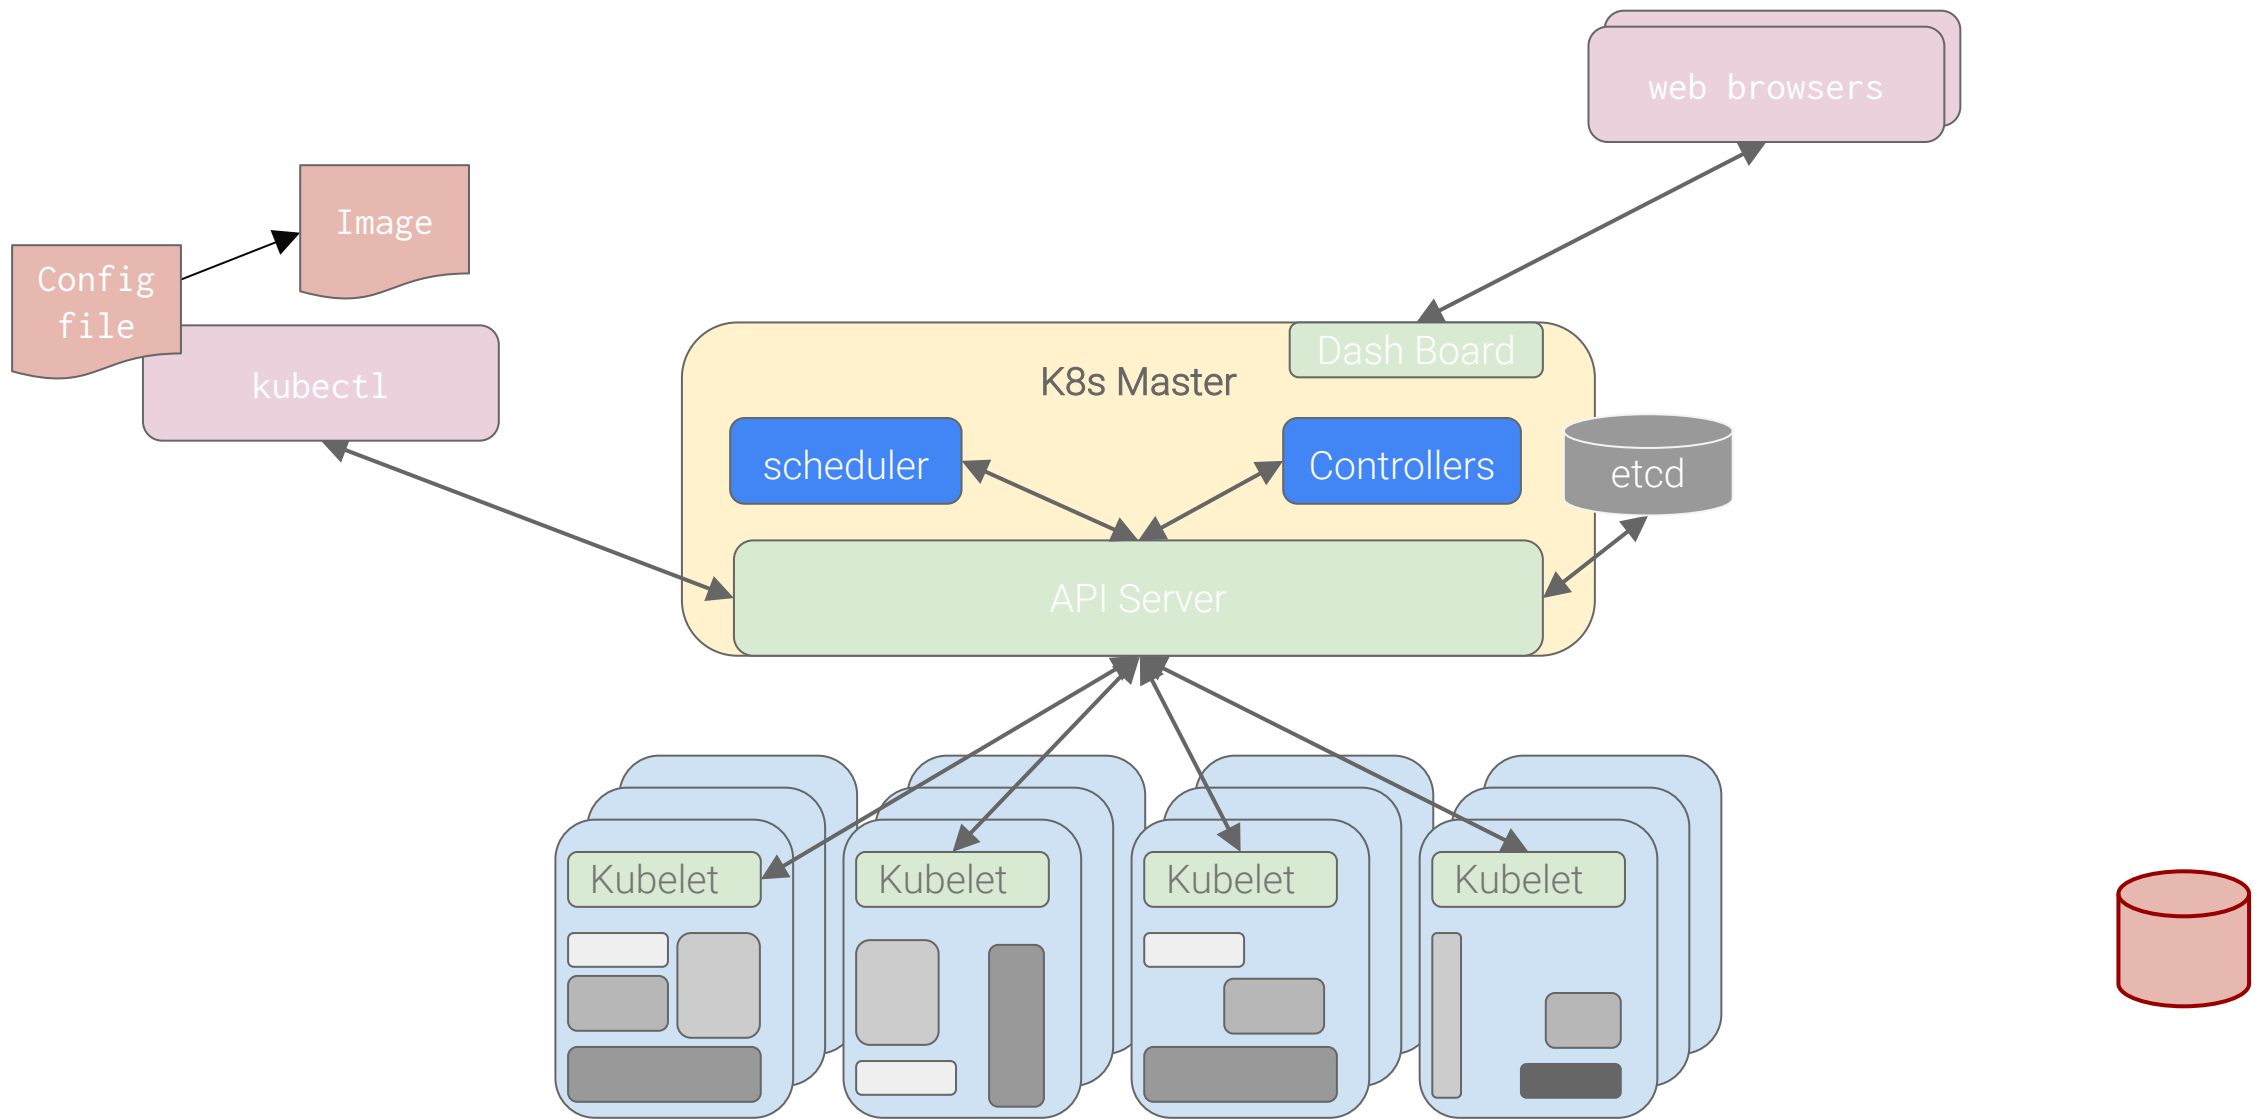 web browsers
Image
Config
file
kubectl
Dash Board
K8s Master
scheduler
Controllers
etcd
API Server
Kubelet
Kubelet
Kubelet
Kubelet